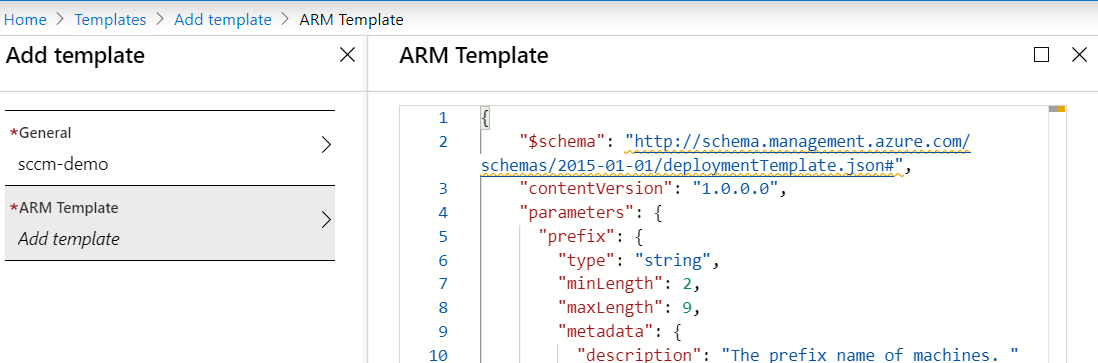 Home > Templates > Add template > ARM Template
Add template
*General
sccm-demo
*ARM Template
Add template
ARM Template
1 {
2 "$schema": "http://schema.management.azure.com/
schemas/2015-01-01/deploymentTemplate.json#",
3 "contentVersion": "1.0.0.0",
4 "parameters": {
5 "prefix": {
6 "type": "string",
7 "minLength": 2,
8 "maxLength": 9,
9 "metadata": {
10 "description": "The prefix name of machines. "